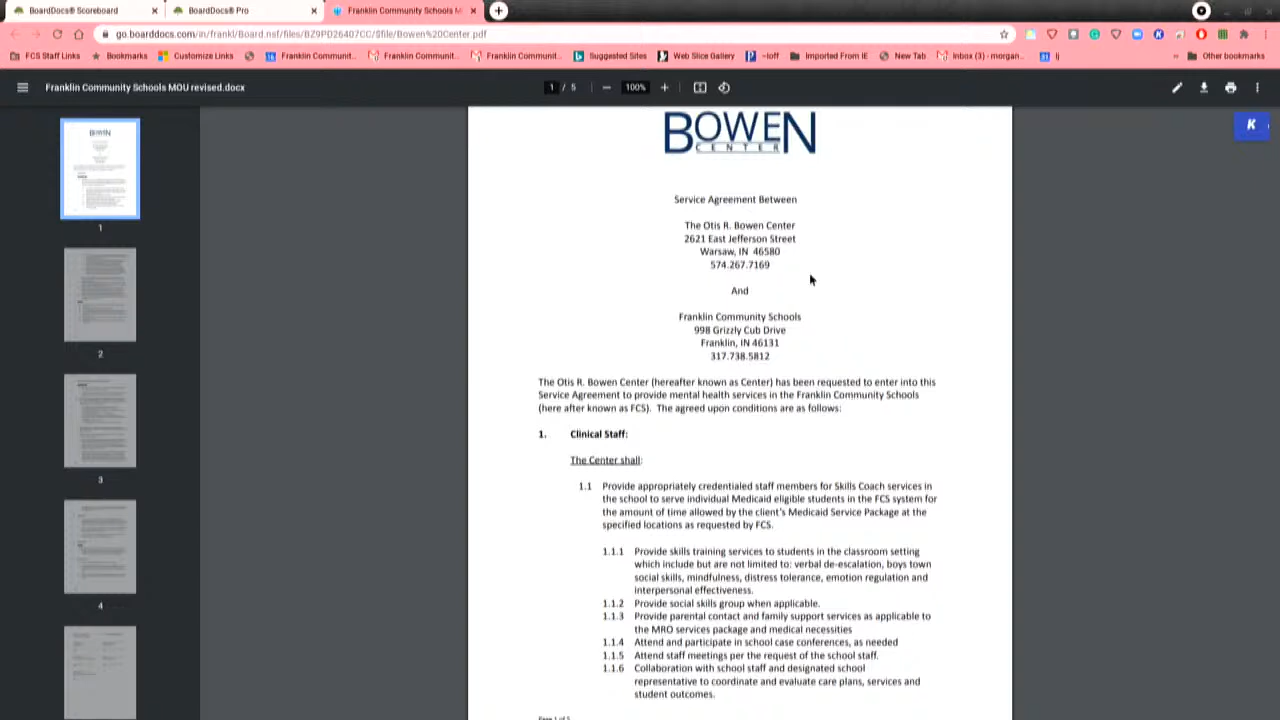 BoardDocs® Scoreboard
BoardDocs® Pro
Franklin Community Schools M
go.boarddocs.com/in/frankl/Board.nsf/files/BZ9PD26407CC/$file/Bowen%20Center.pdf
FCS Staff Links
Bookmarks
Customize Links
Franklin Communit...
Franklin Communit...
Franklin Communit...
Suggested Sites
Web Slice Gallery
Imported From IE
New Tab
Inbox (3) - morgan...
Other bookmarks
Franklin Community Schools MOU revised.docx
1 / 5
100%
BOWEN
CENTER
Service Agreement Between
The Otis R. Bowen Center
2621 East Jefferson Street
Warsaw, IN 46580
574.267.7169
And
Franklin Community Schools
998 Grizzly Cub Drive
Franklin, IN 46131
317.738.5812
The Otis R. Bowen Center (hereafter known as Center) has been requested to enter into this
Service Agreement to provide mental health services in the Franklin Community Schools
(here after known as FCS). The agreed upon conditions are as follows:
1. Clinical Staff:
The Center shall:
1.1 Provide appropriately credentialed staff members for Skills Coach services in
the school to serve individual Medicaid eligible students in the FCS system for
the amount of time allowed by the client's Medicaid Service Package at the
specified locations as requested by FCS.
1.1.1 Provide skills training services to students in the classroom setting
which include but are not limited to: verbal de-escalation, boys town
social skills, mindfulness, distress tolerance, emotion regulation and
interpersonal effectiveness.
1.1.2 Provide social skills group when applicable.
1.1.3 Provide parental contact and family support services as applicable to
the MRO services package and medical necessities
1.1.4 Attend and participate in school case conferences, as needed
1.1.5 Attend staff meetings per the request of the school staff.
1.1.6 Collaboration with school staff and designated school
representative to coordinate and evaluate care plans, services and
student outcomes.
Page 1 of 5
1
2
3
4
K